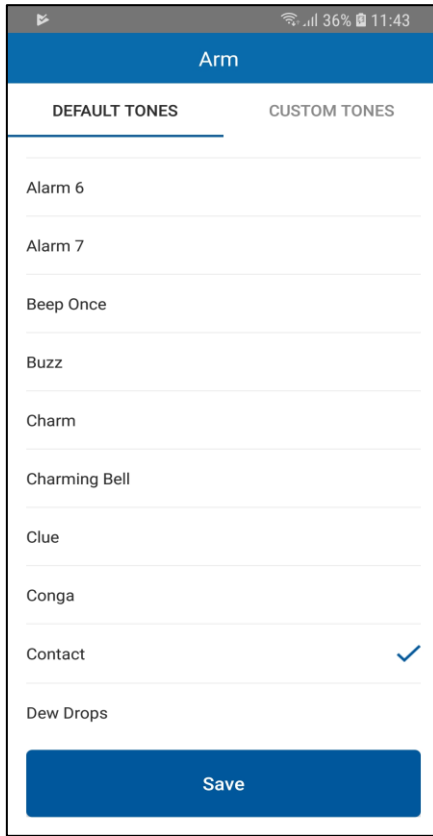 36% 11:43
Arm
DEFAULT TONES CUSTOM TONES
Alarm 6
Alarm 7
Beep Once
Buzz
Charm
Charming Bell
Clue
Conga
Contact
Dew Drops
Save